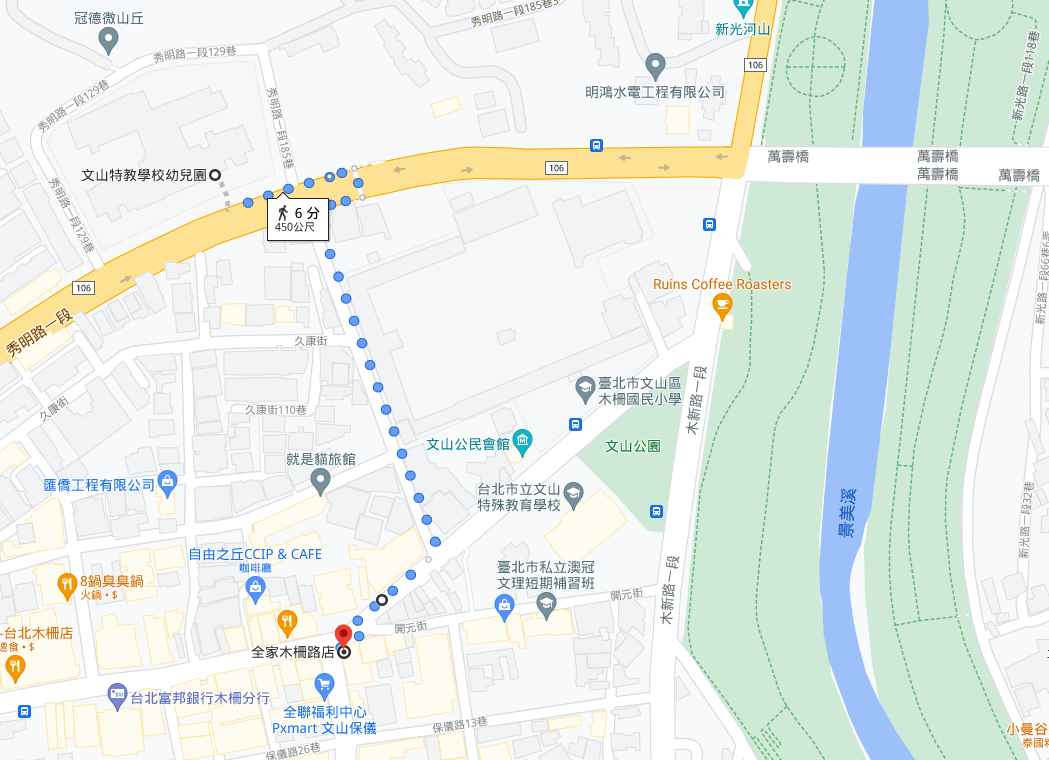 冠德微山丘
秀明路一段185巷3
新光河山
秀明路一段129巷
106
明鴻水電工程有限公司
新光路一段118巷
秀明路一段129巷
秀明路一段185巷
萬壽橋
萬壽橋
106
萬壽橋
萬壽橋
文山特教學校幼兒園
6 分
450公尺
秀明路一段129巷
新光路二段66巷6弄
106
Ruins Coffee Roasters
秀明路一段
久康街
臺北市文山區
木柵國民小學
木新路一段
久康街
久康街110巷
文山公民會館
文山公園
就是貓旅館
匯僑工程有限公司
台北市立文山
特殊教育學校
景美溪
新光路一段32巷
自由之丘CCIP & CAFE
咖啡廳
臺北市私立澳冠
文理短期補習班
8鍋臭臭鍋
火鍋・$
木新路一段
開元街
開元街
台北木柵店
速食・$
全家木柵路店
台北富邦銀行木柵分行
全聯福利中心
Pxmart 文山保儀
保儀路13巷
小曼谷
保儀路26巷